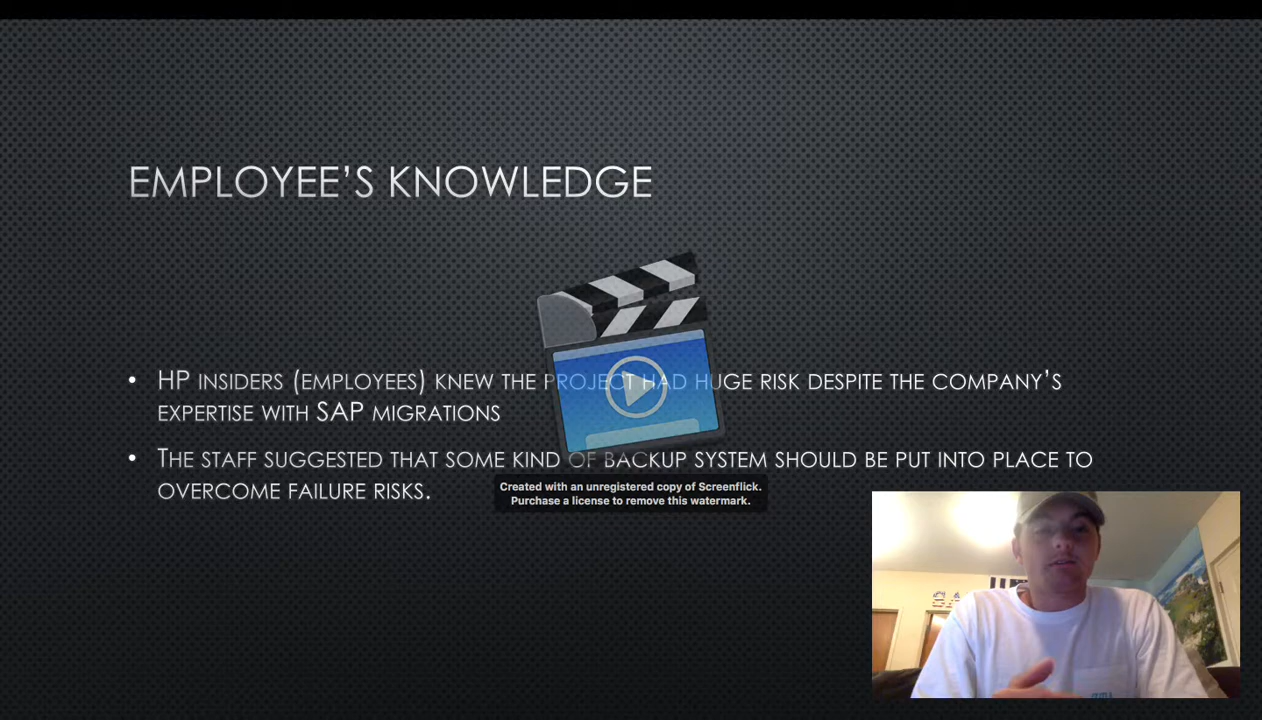 EMPLOYEE'S KNOWLEDGE
• HP INSIDERS (EMPLOYEES) KNEW THE PROJECT HAD HUGE RISK DESPITE THE COMPANY'S
EXPERTISE WITH SAP MIGRATIONS
• THE STAFF SUGGESTED THAT SOME KIND OF BACKUP SYSTEM SHOULD BE PUT INTO PLACE TO
OVERCOME FAILURE RISKS.
Created with an unregistered copy of Screenflick.
Purchase a license to remove this watermark.